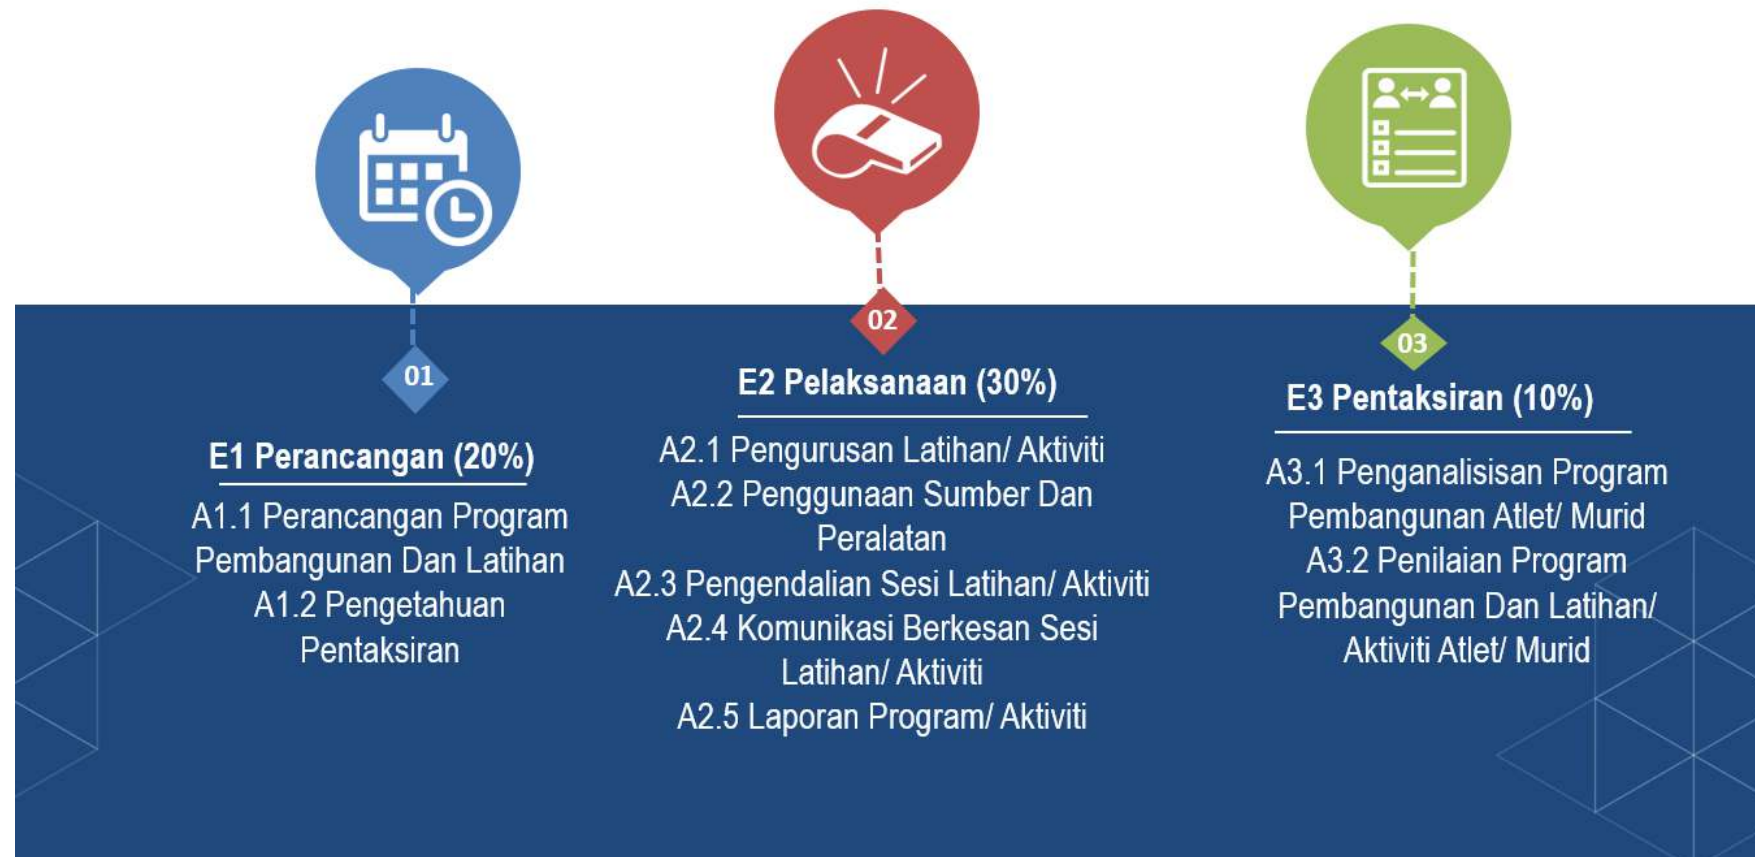 01
E1 Perancangan (20%)
A1.1 Perancangan Program
Pembangunan Dan Latihan
A1.2 Pengetahuan
Pentaksiran
02
E2 Pelaksanaan (30%)
A2.1 Pengurusan Latihan/ Aktiviti
A2.2 Penggunaan Sumber Dan
Peralatan
A2.3 Pengendalian Sesi Latihan/ Aktiviti
A2.4 Komunikasi Berkesan Sesi
Latihan/ Aktiviti
A2.5 Laporan Program/ Aktiviti
03
E3 Pentaksiran (10%)
A3.1 Penganalisisan Program
Pembangunan Atlet/ Murid
A3.2 Penilaian Program
Pembangunan Dan Latihan/
Aktiviti Atlet/ Murid